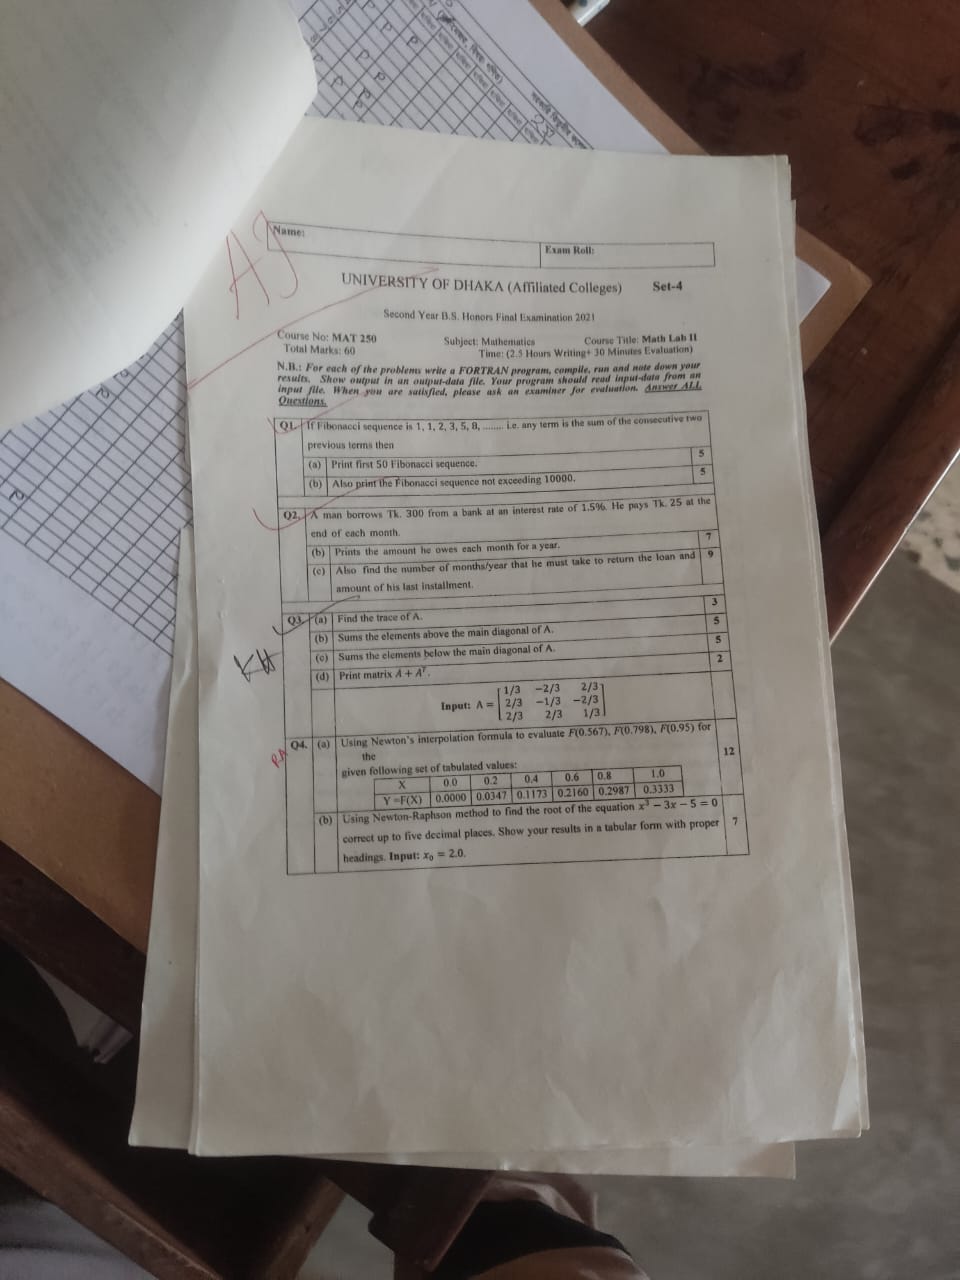 AJ
Name:
Exam Roll:
UNIVERSITY OF DHAKA (Affiliated Colleges) Set-4
Second Year B.S. Honors Final Examination 2021
Course No: MAT 250 Subject: Mathematics Course Title: Math Lab II
Total Marks: 60 Time: (2.5 Hours Writing+ 30 Minutes Evaluation)
N.B.: For each of the problems write a FORTRAN program, compile, run and note down your
results. Show output in an output-data file. Your program should read input-data from an
input file. When you are satisfied, please ask an examiner for evaluation. Answer ALL
Questions.
Q1. If Fibonacci sequence is 1, 1, 2, 3, 5, 8, ........ i.e. any term is the sum of the consecutive two
previous terms then
(a) Print first 50 Fibonacci sequence. 5
(b) Also print the Fibonacci sequence not exceeding 10000. 5
Q2. A man borrows Tk. 300 from a bank at an interest rate of 1.5%. He pays Tk. 25 at the
end of each month.
(b) Prints the amount he owes each month for a year. 7
(c) Also find the number of months/year that he must take to return the loan and 9
amount of his last installment.
Q3. (a) Find the trace of A. 3
(b) Sums the elements above the main diagonal of A. 5
(c) Sums the elements below the main diagonal of A. 5
(d) Print matrix A + Aᵀ. 2
1/3 −2/3 2/3
Input: A = 2/3 −1/3 −2/3
2/3 2/3 1/3
KH
RA
Q4. (a) Using Newton's interpolation formula to evaluate F(0.567), F(0.798), F(0.95) for
the 12
given following set of tabulated values:
X 0.0 0.2 0.4 0.6 0.8 1.0
Y=F(X) 0.0000 0.0347 0.1173 0.2160 0.2987 0.3333
(b) Using Newton-Raphson method to find the root of the equation x³ − 3x − 5 = 0
correct up to five decimal places. Show your results in a tabular form with proper 7
headings. Input: x₀ = 2.0.